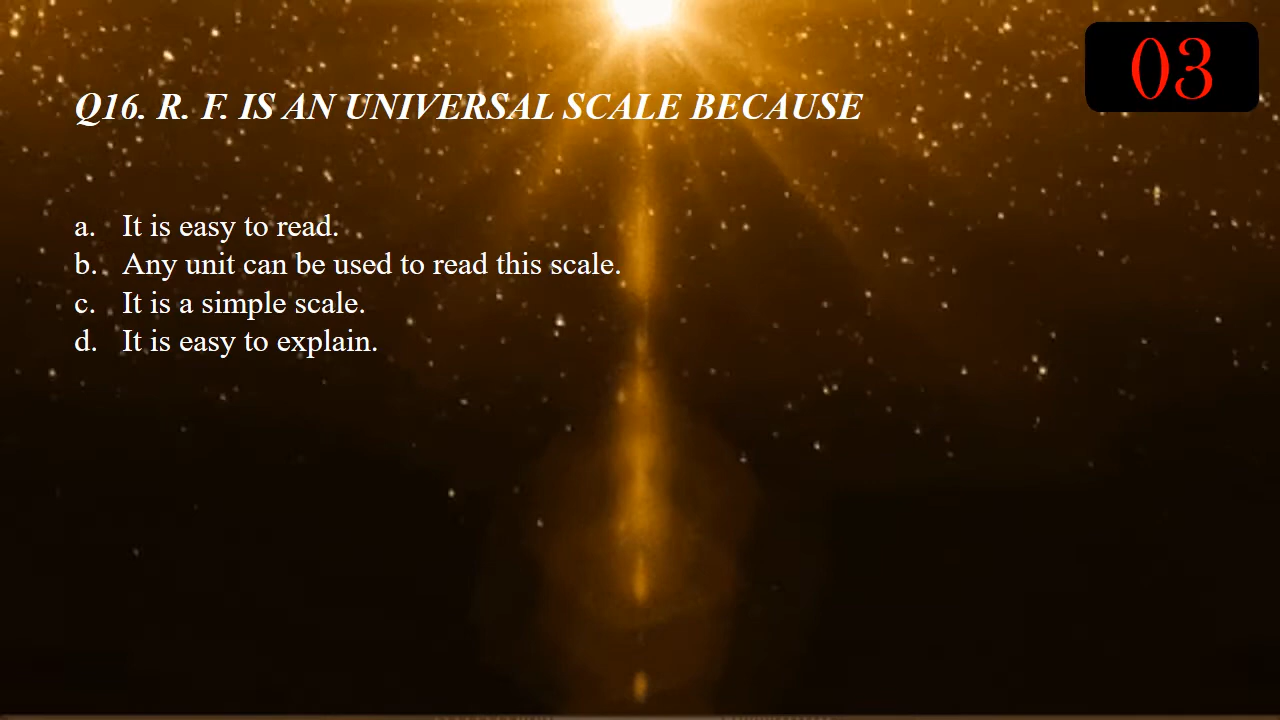 03
Q16. R. F. IS AN UNIVERSAL SCALE BECAUSE
a. It is easy to read.
b. Any unit can be used to read this scale.
c. It is a simple scale.
d. It is easy to explain.